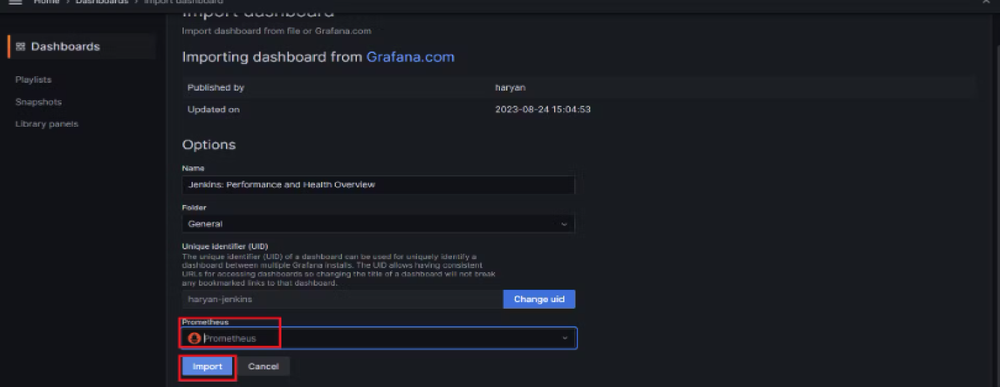 Home > Dashboards > Import dashboard
Import dashboard
Import dashboard from file or Grafana.com
Dashboards
Importing dashboard from Grafana.com
Playlists
Published by haryan
Snapshots
Updated on 2023-08-24 15:04:53
Library panels
Options
Name
Jenkins: Performance and Health Overview
Folder
General
Unique identifier (UID)
The unique identifier (UID) of a dashboard can be used for uniquely identify a
dashboard between multiple Grafana installs. The UID allows having consistent
URLs for accessing dashboards so changing the title of a dashboard will not break
any bookmarked links to that dashboard.
haryan-jenkins Change uid
Prometheus
Prometheus
Import Cancel